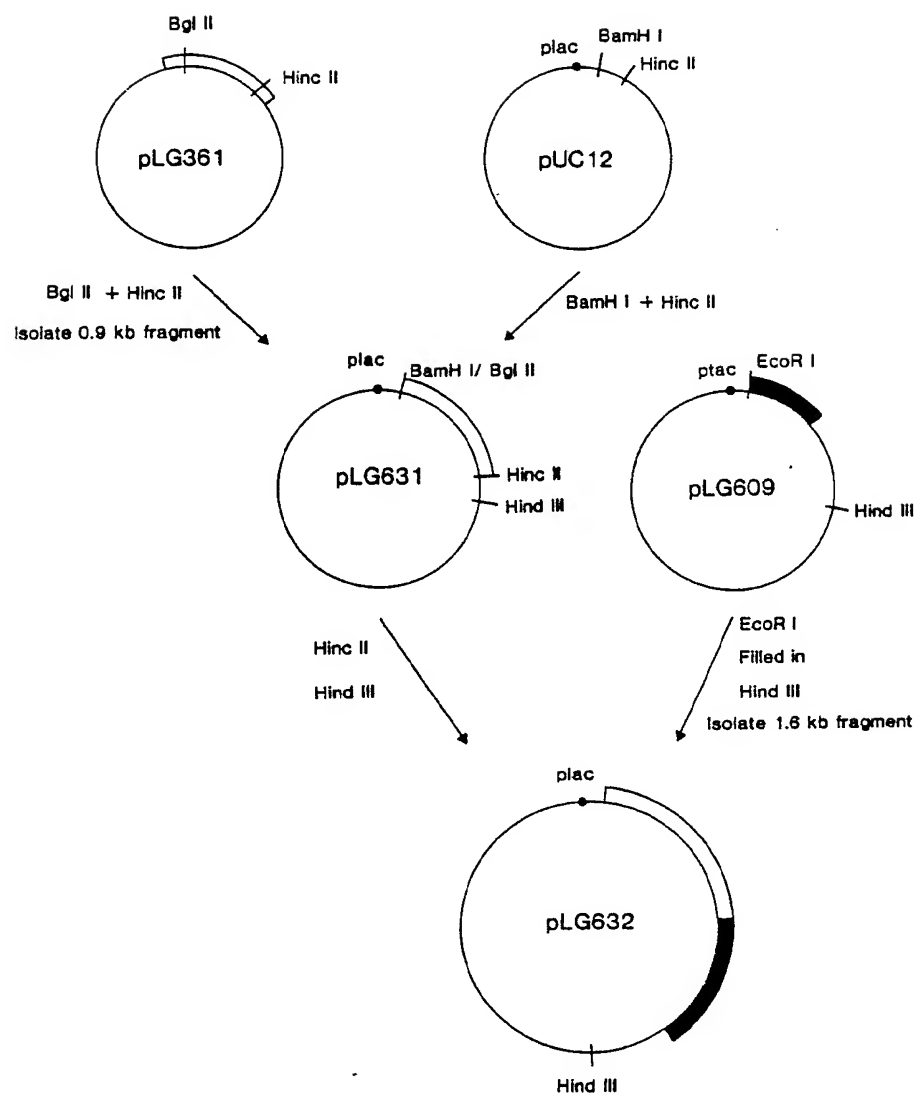 Bgl II
Hinc II
pLG361
plac
BamH I
Hinc II
pUC12
Bgl II + Hinc II
Isolate 0.9 kb fragment
BamH I + Hinc II
plac
BamH I/ Bgl II
pLG631
Hinc II
Hind III
ptac
EcoR I
pLG609
Hind III
Hinc II
Hind III
EcoR I
Filled in
Hind III
Isolate 1.6 kb fragment
plac
pLG632
Hind III